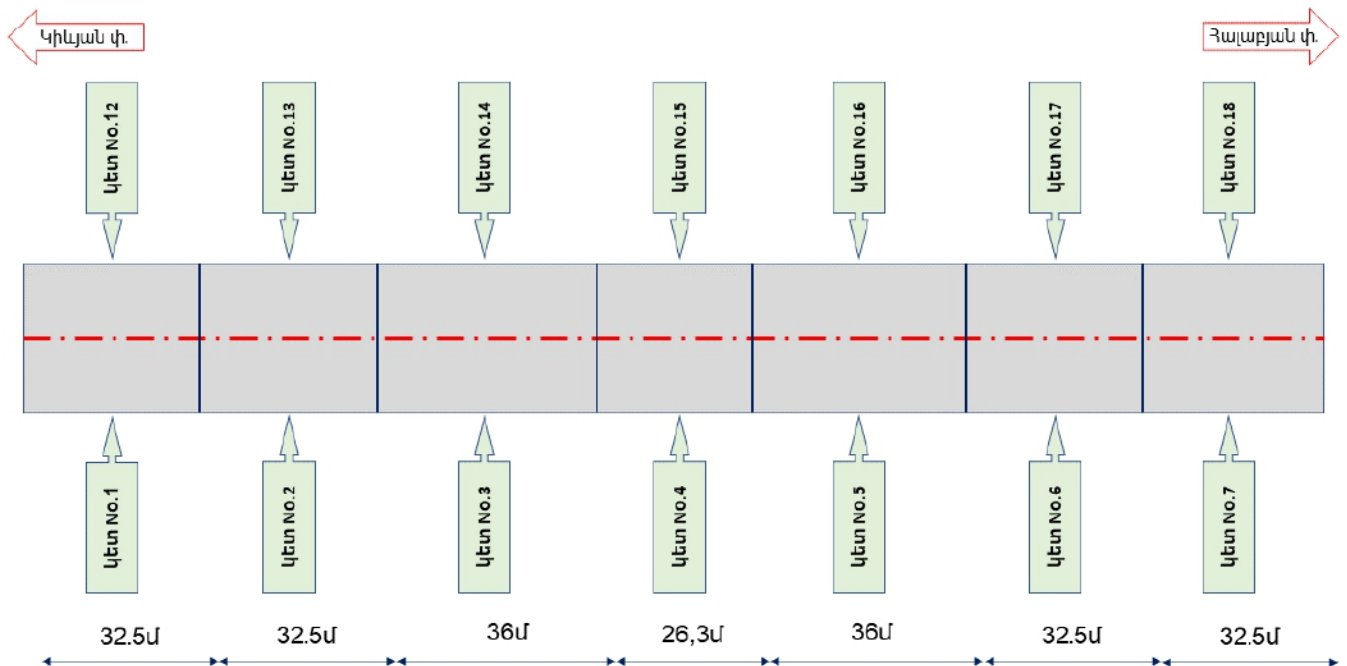 Կիևյան փ.
Հալաբյան փ.
կետ No.12
կետ No.13
կետ No.14
կետ No.15
կետ No.16
կետ No.17
կետ No.18
կետ No.1
կետ No.2
կետ No.3
կետ No.4
կետ No.5
կետ No.6
կետ No.7
32.5մ
32.5մ
36մ
26,3մ
36մ
32.5մ
32.5մ